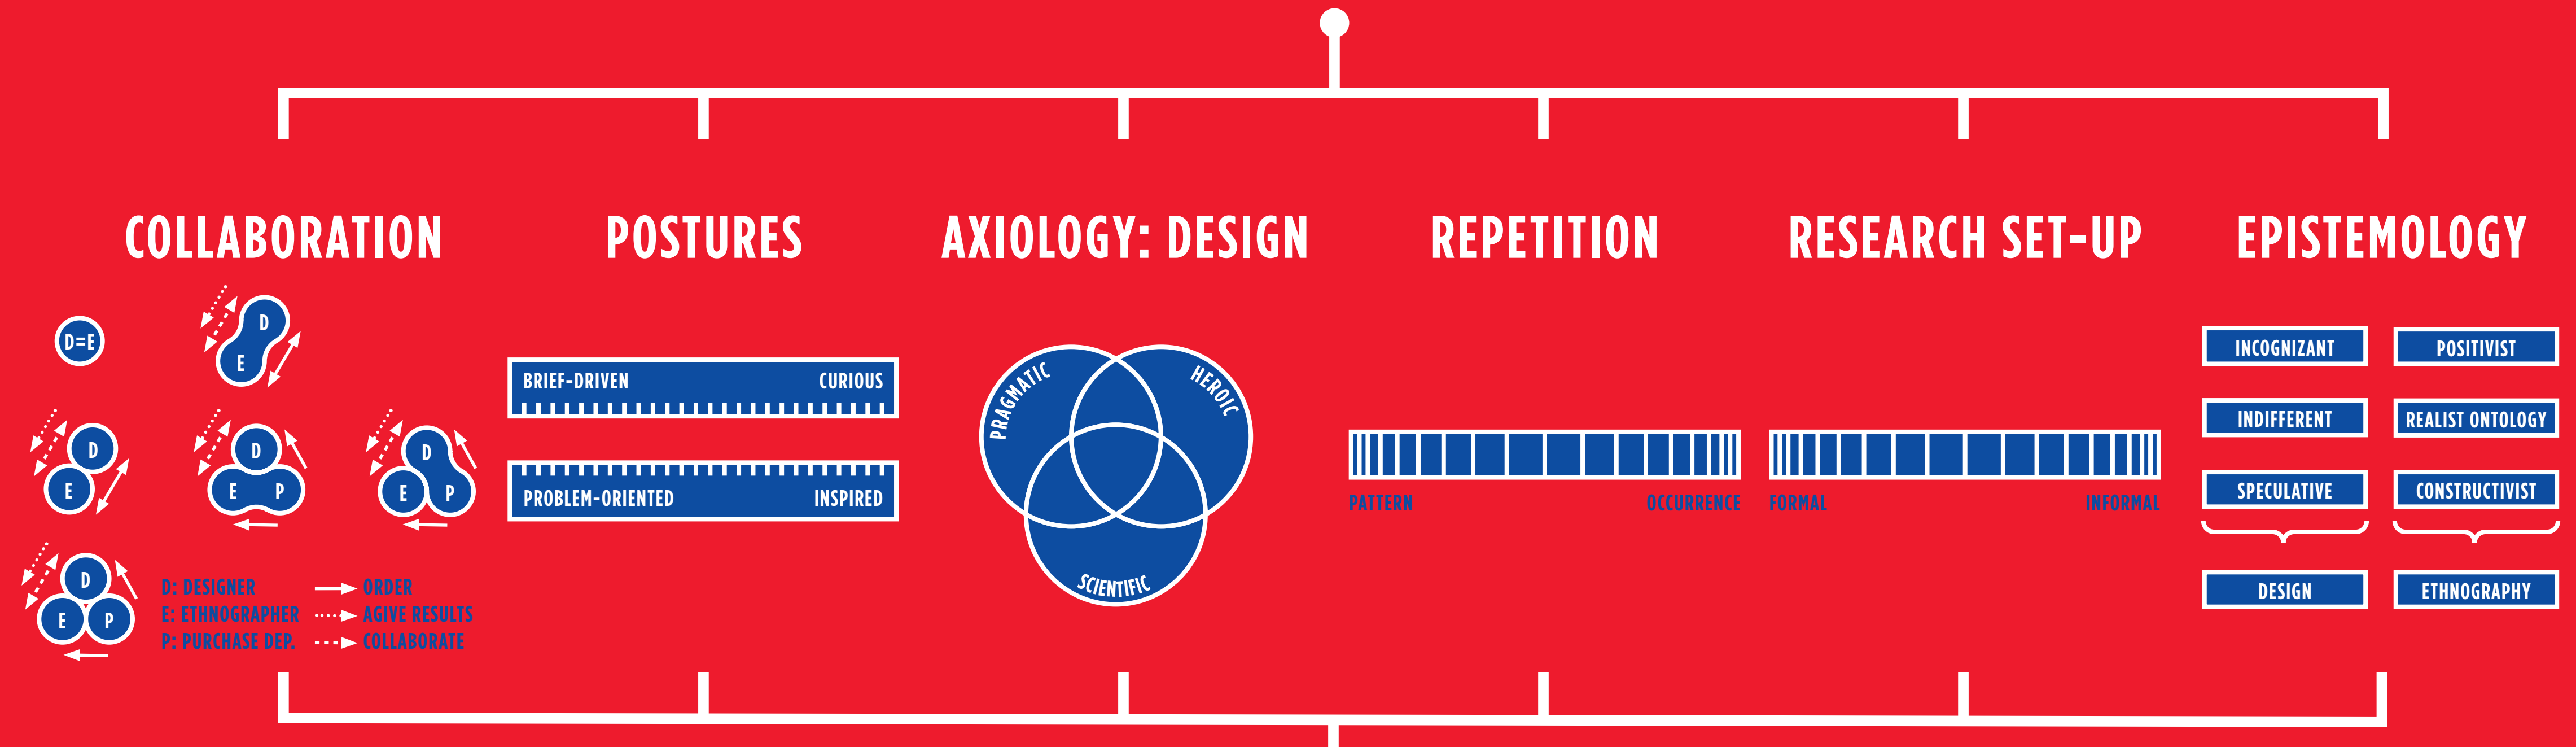 COLLABORATION
D=E
D
E
D
E
D
E P
D
E P
D
E P
D: DESIGNER
E: ETHNOGRAPHER
P: PURCHASE DEP.
ORDER
AGIVE RESULTS
COLLABORATE
POSTURES
BRIEF-DRIVEN CURIOUS
PROBLEM-ORIENTED INSPIRED
AXIOLOGY: DESIGN
PRAGMATIC
HEROIC
SCIENTIFIC
REPETITION
PATTERN OCCURRENCE
RESEARCH SET-UP
FORMAL INFORMAL
EPISTEMOLOGY
INCOGNIZANT
INDIFFERENT
SPECULATIVE
DESIGN
POSITIVIST
REALIST ONTOLOGY
CONSTRUCTIVIST
ETHNOGRAPHY